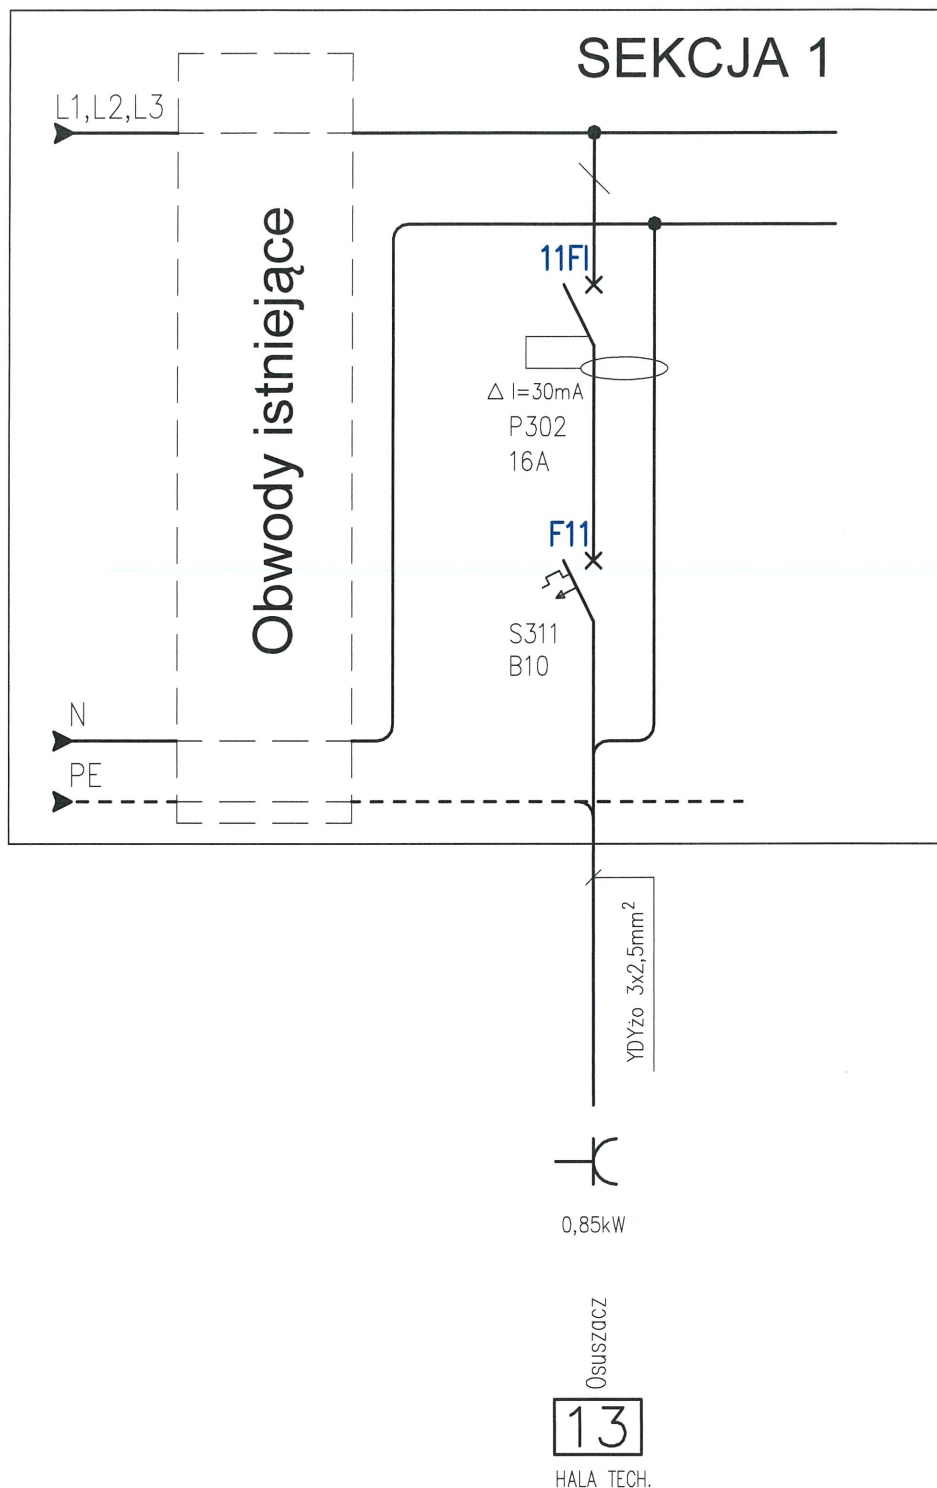 SEKCJA 1
L1,L2,L3
Obwody istniejące
11FI
Δ I=30mA
P302
16A
F11
S311
B10
N
PE
YDYżo 3x2,5mm²
0,85kW
Osuszacz
13
HALA TECH.